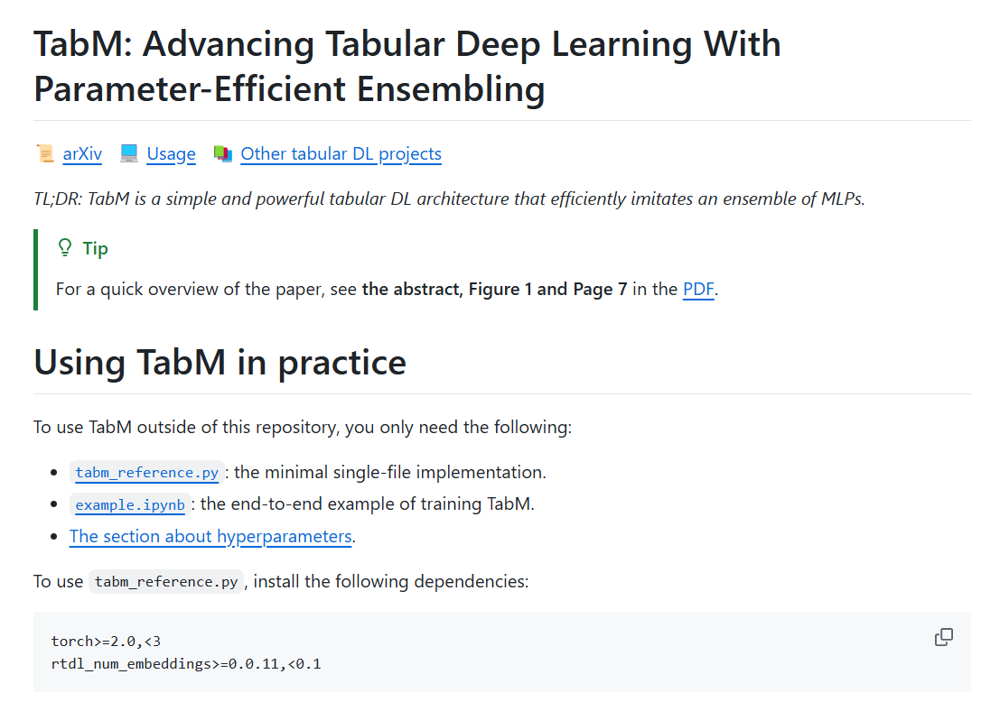 TabM: Advancing Tabular Deep Learning With
Parameter-Efficient Ensembling
arXiv Usage Other tabular DL projects
TL;DR: TabM is a simple and powerful tabular DL architecture that efficiently imitates an ensemble of MLPs.
Tip
For a quick overview of the paper, see the abstract, Figure 1 and Page 7 in the PDF.
Using TabM in practice
To use TabM outside of this repository, you only need the following:
• tabm_reference.py: the minimal single-file implementation.
• example.ipynb: the end-to-end example of training TabM.
• The section about hyperparameters.
To use tabm_reference.py, install the following dependencies:
torch>=2.0,<3
rtdl_num_embeddings>=0.0.11,<0.1